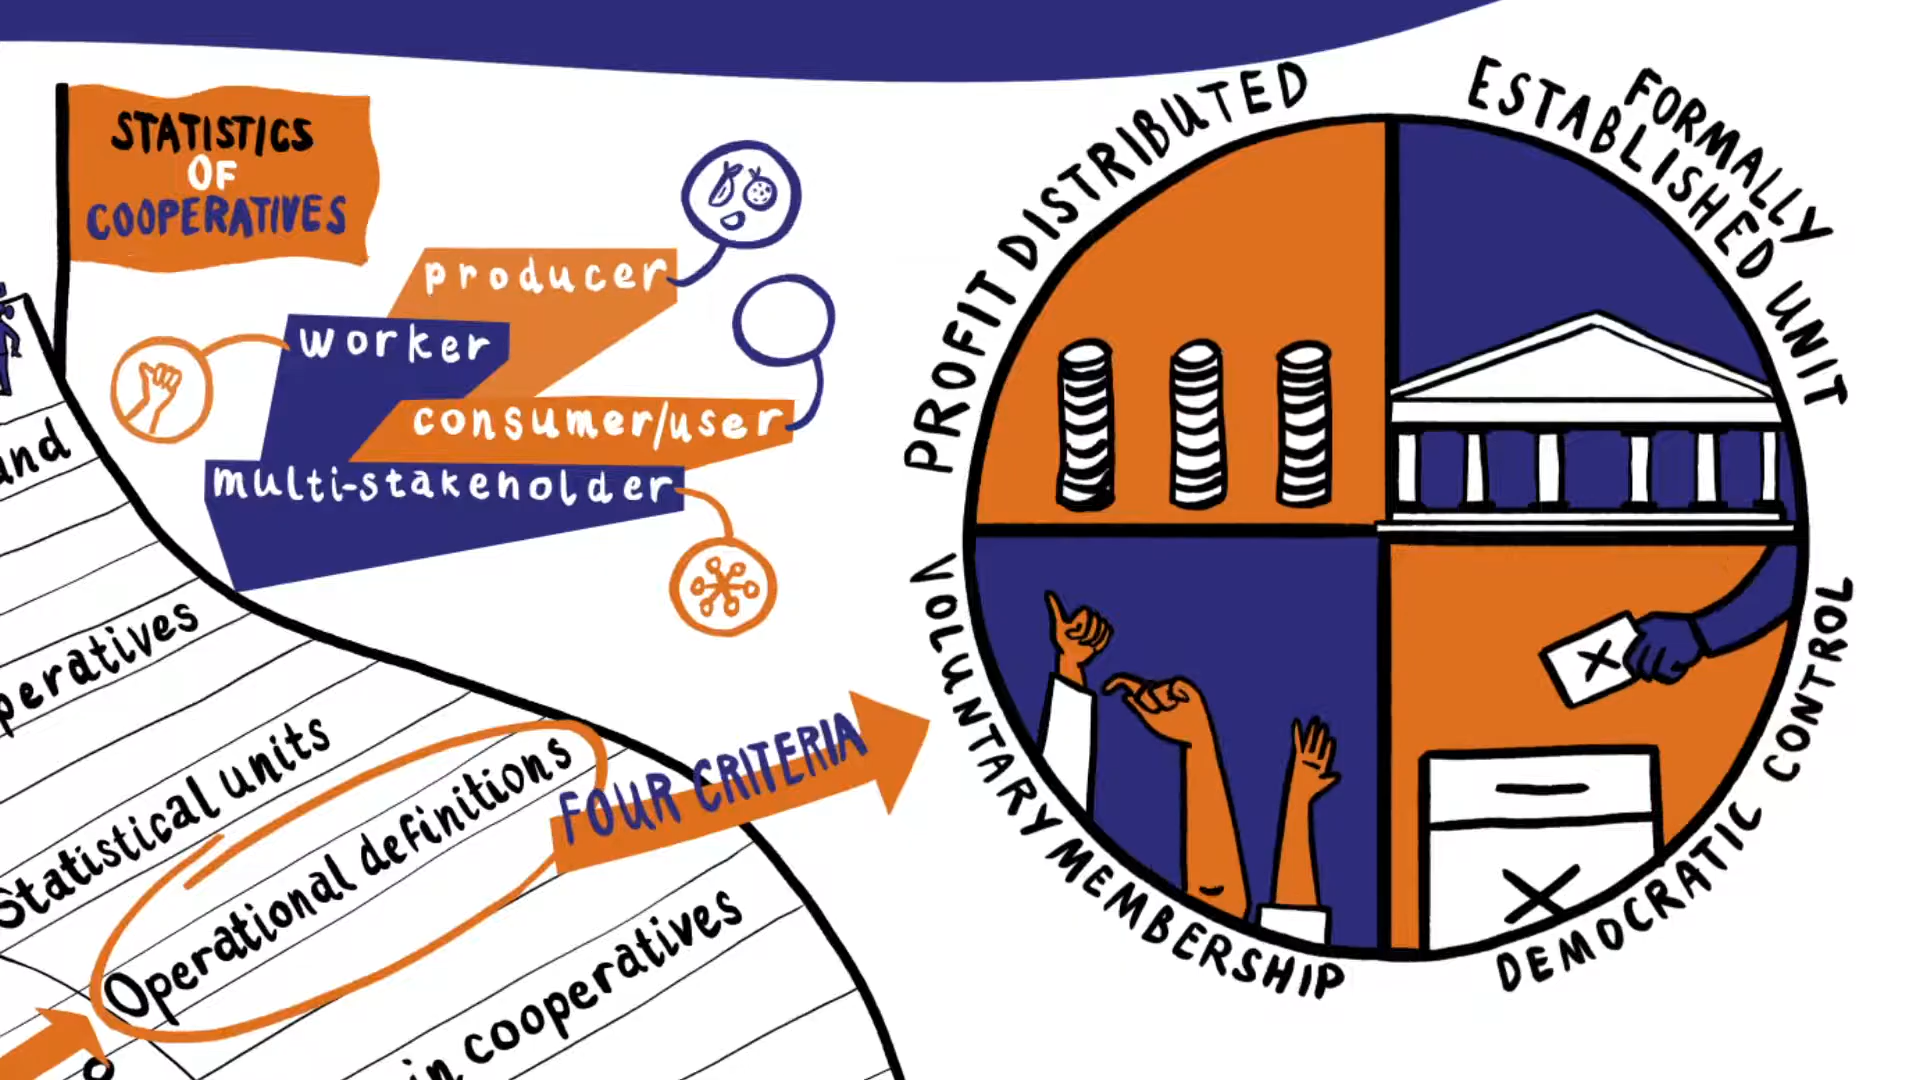 STATISTICS
OF
COOPERATIVES
producer
worker
consumer/user
multi-stakeholder
and
peratives
Statistical units
Operational definitions
in cooperatives
FOUR CRITERIA
PROFIT DISTRIBUTED
FORMALLY
ESTABLISHED UNIT
VOLUNTARY MEMBERSHIP
DEMOCRATIC CONTROL